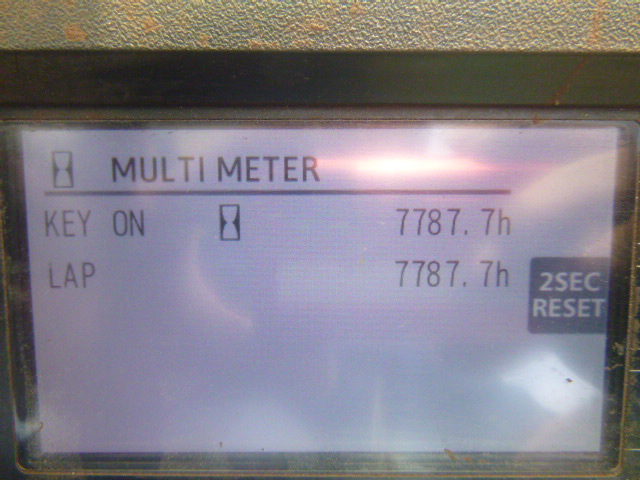 MULTI METER
KEY ON 7787.7h
LAP 7787.7h
2SEC
RESET